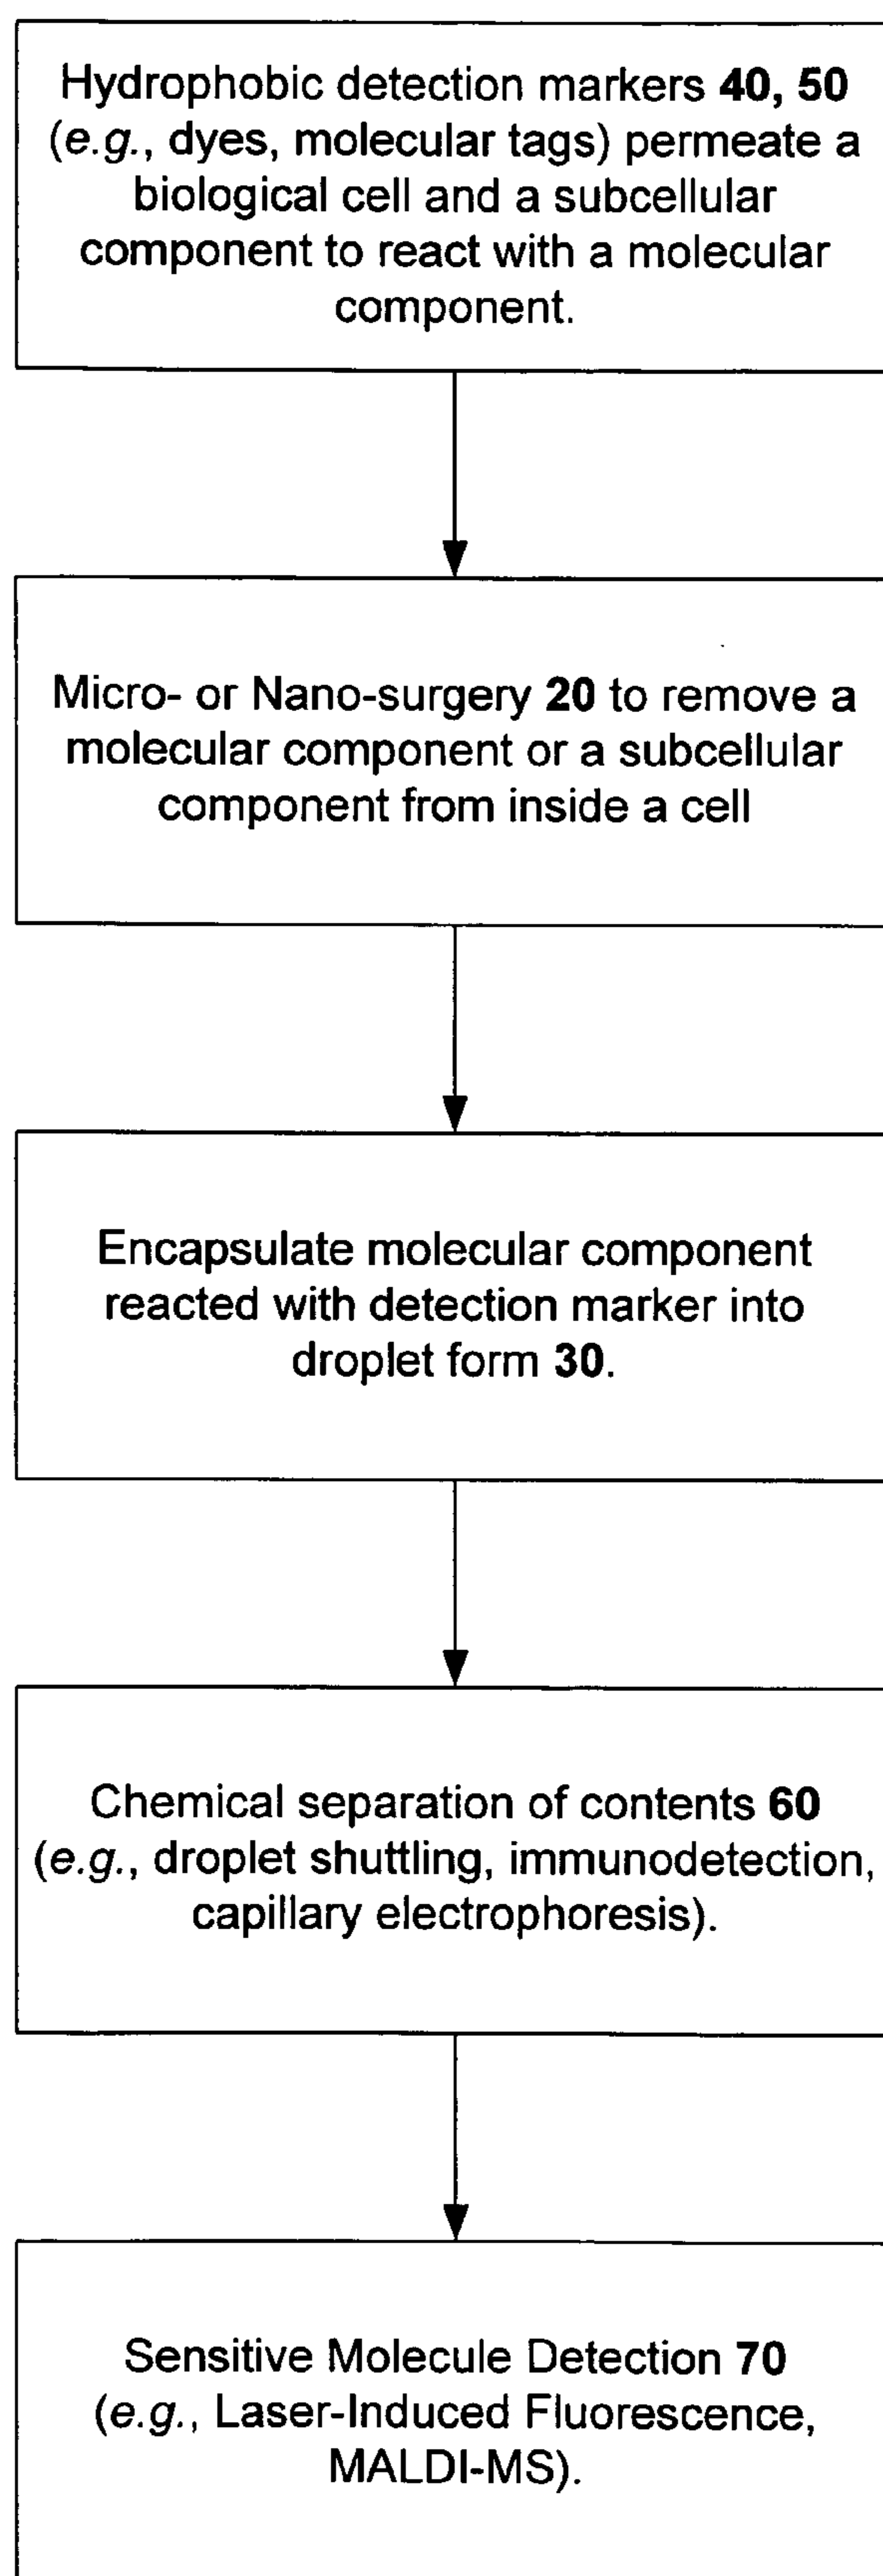 Hydrophobic detection markers 40, 50
(e.g., dyes, molecular tags) permeate a
biological cell and a subcellular
component to react with a molecular
component.
Micro- or Nano-surgery 20 to remove a
molecular component or a subcellular
component from inside a cell
Encapsulate molecular component
reacted with detection marker into
droplet form 30.
Chemical separation of contents 60
(e.g., droplet shuttling, immunodetection,
capillary electrophoresis).
Sensitive Molecule Detection 70
(e.g., Laser-Induced Fluorescence,
MALDI-MS).